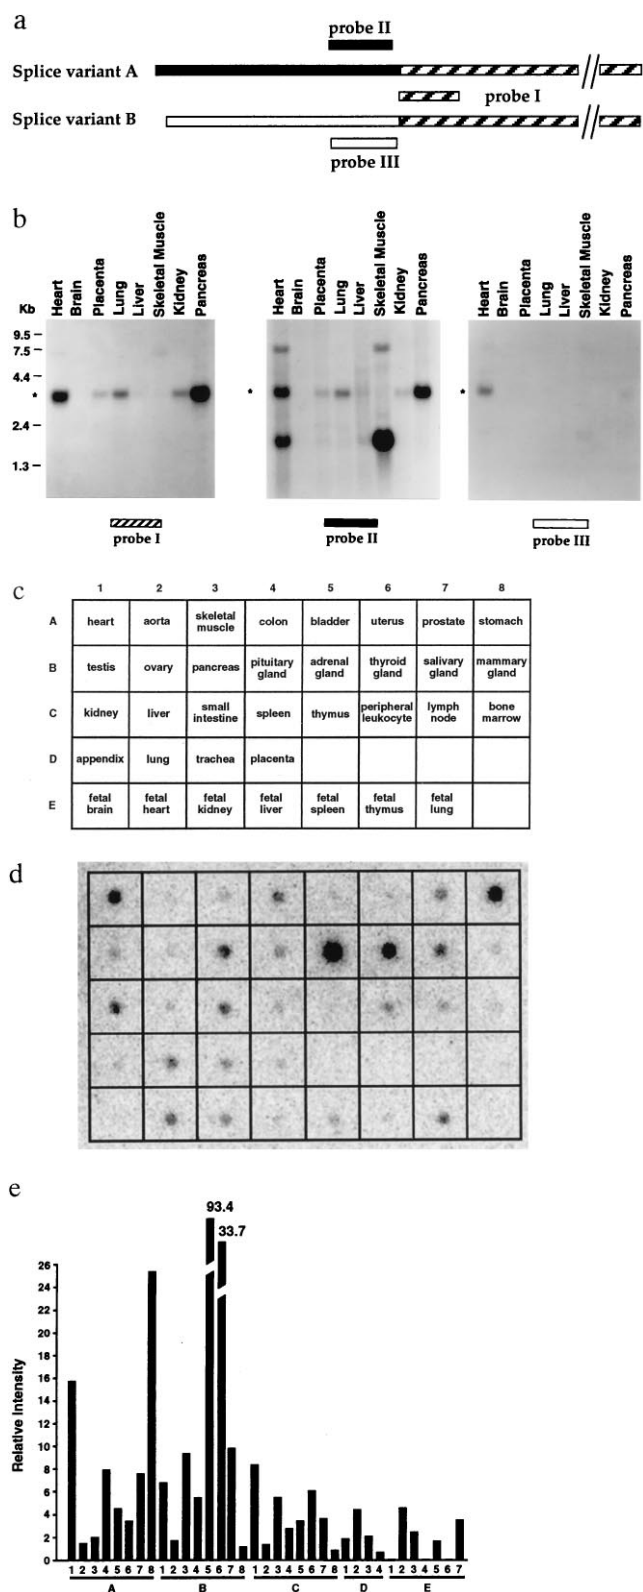 a
probe II
Splice variant A
probe I
Splice variant B
probe III
b
Kb
Heart Brain Placenta Lung Liver Skeletal Muscle Kidney Pancreas
Heart Brain Placenta Lung Liver Skeletal Muscle Kidney Pancreas
Heart Brain Placenta Lung Liver Skeletal Muscle Kidney Pancreas
9.5
7.5
4.4
* * *
2.4
1.3
probe I probe II probe III
c
1 2 3 4 5 6 7 8
A heart aorta skeletal muscle colon bladder uterus prostate stomach
B testis ovary pancreas pituitary gland adrenal gland thyroid gland salivary gland mammary gland
C kidney liver small intestine spleen thymus peripheral leukocyte lymph node bone marrow
D appendix lung trachea placenta
E fetal brain fetal heart fetal kidney fetal liver fetal spleen fetal thymus fetal lung
d
e
93.4
33.7
26
24
22
20
18
16
14
12
10
8
6
4
2
0
Relative Intensity
1 2 3 4 5 6 7 8 1 2 3 4 5 6 7 8 1 2 3 4 5 6 7 8 1 2 3 4 1 2 3 4 5 6 7
A B C D E